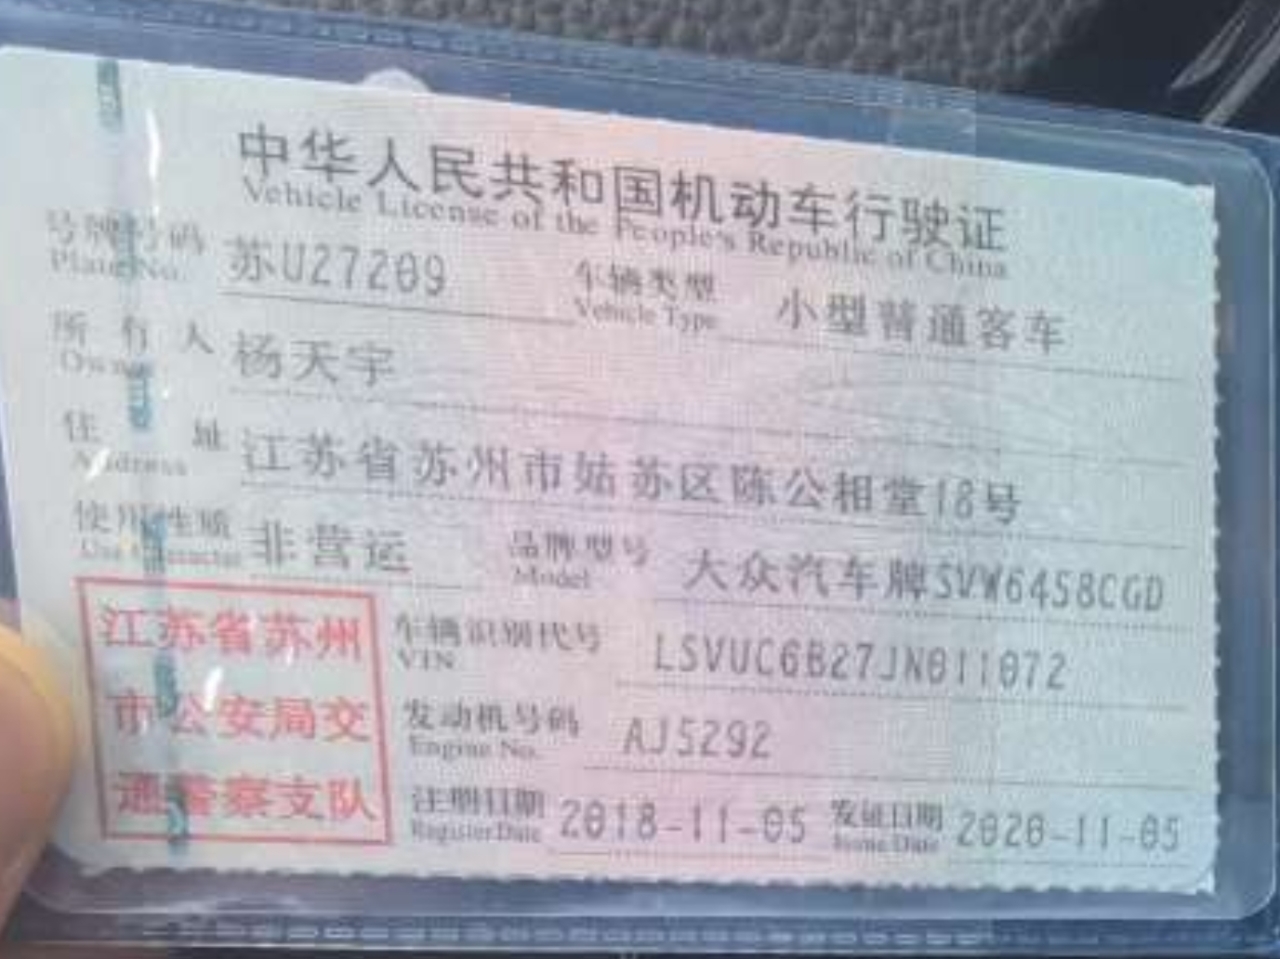 中华人民共和国机动车行驶证
Vehicle License of the People's Republic of China
号牌号码 苏U27209 车辆类型 小型普通客车
Plate No. Vehicle Type
所有人 杨天宇
Owner
住址 江苏省苏州市姑苏区陈公相堂18号
Address
使用性质 非营运 品牌型号 大众汽车牌SVW6458CGD
Use Character Model
江苏省苏州
市公安局交
通警察支队
车辆识别代号 LSVUC6B27JN011072
VIN
发动机号码 AJ5292
Engine No.
注册日期 2018-11-05 发证日期 2020-11-05
Register Date Issue Date